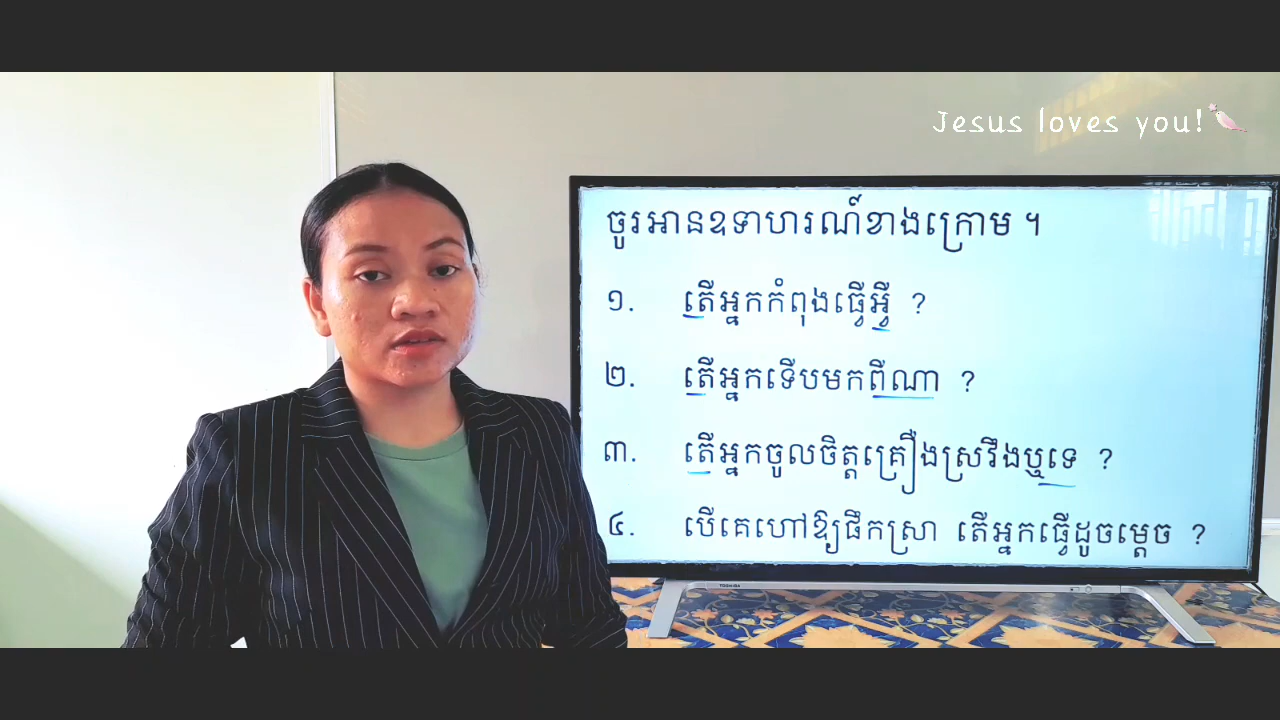 Jesus loves you!
ចូរអានឧទាហរណ៍ខាងក្រោម ។
១. តើអ្នកកំពុងធ្វើអ្វី ?
២. តើអ្នកទើបមកពីណា ?
៣. តើអ្នកចូលចិត្តគ្រឿងស្រវឹងឬទេ ?
៤. បើគេហៅឱ្យផឹកស្រា តើអ្នកធ្វើដូចម្ដេច ?
TOSHIBA